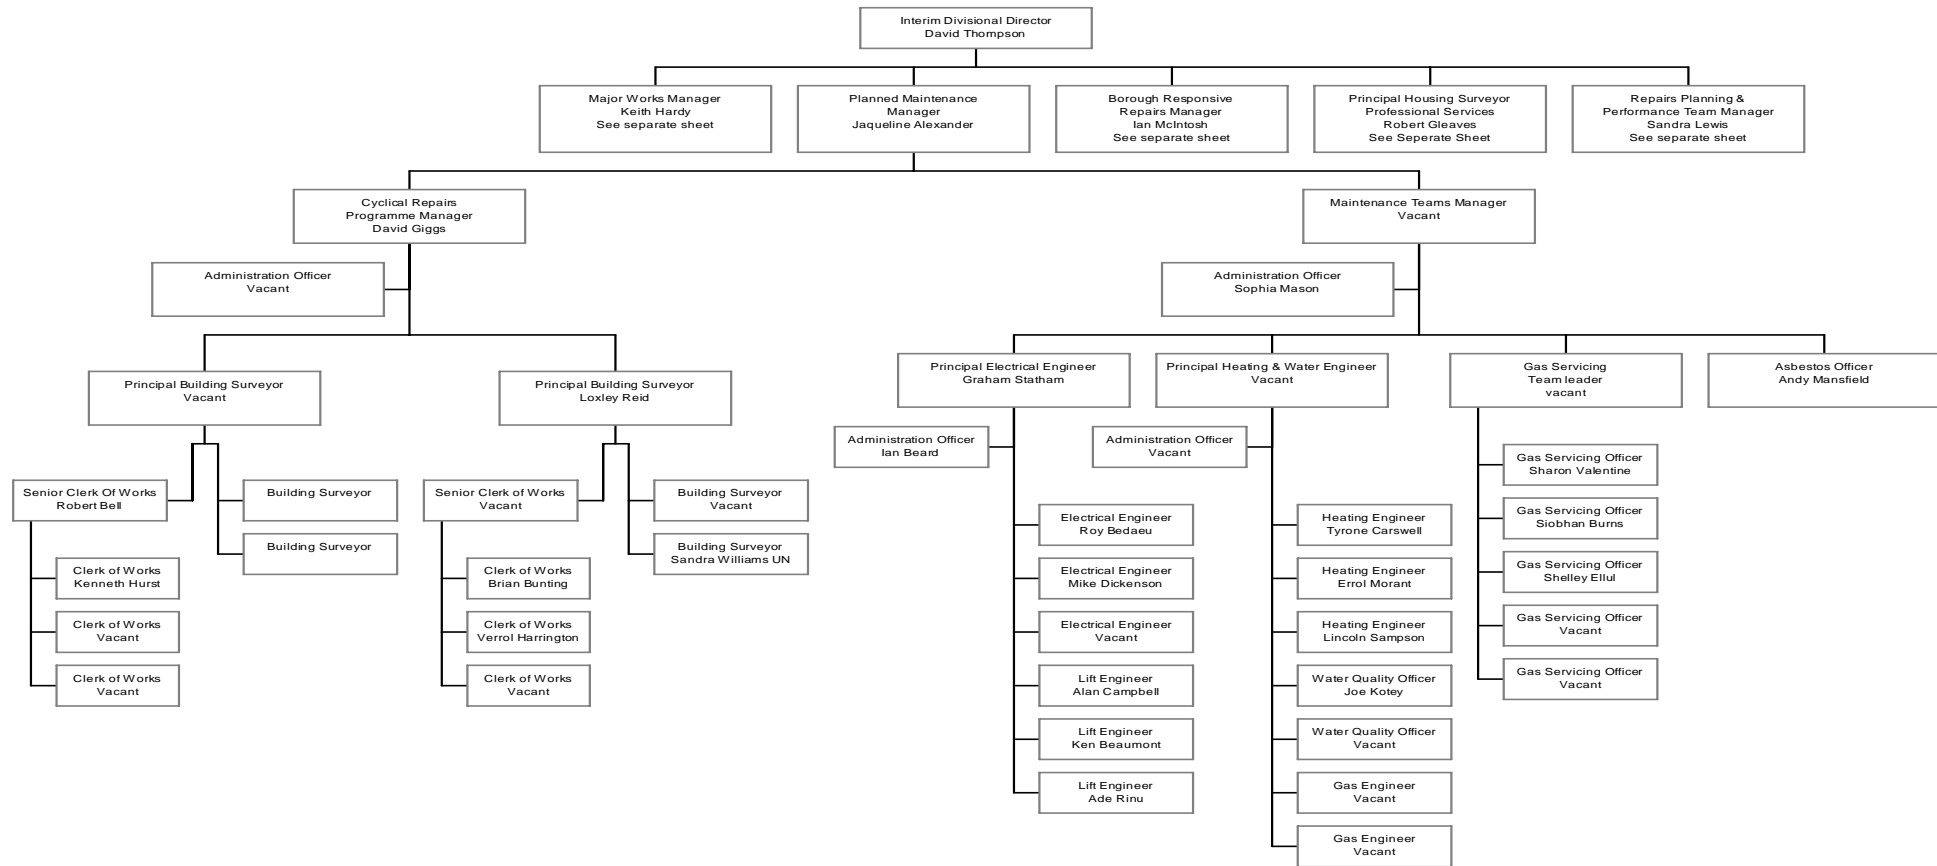 Interim Divisional Director
David Thompson
Major Works Manager
Keith Hardy
See separate sheet
Planned Maintenance
Manager
Jaqueline Alexander
Borough Responsive
Repairs Manager
Ian McIntosh
See separate sheet
Principal Housing Surveyor
Professional Services
Robert Gleaves
See Seperate Sheet
Repairs Planning &
Performance Team Manager
Sandra Lewis
See separate sheet
Cyclical Repairs
Programme Manager
David Giggs
Maintenance Teams Manager
Vacant
Administration Officer
Vacant
Administration Officer
Sophia Mason
Principal Building Surveyor
Vacant
Principal Building Surveyor
Loxley Reid
Principal Electrical Engineer
Graham Statham
Principal Heating & Water Engineer
Vacant
Gas Servicing
Team leader
vacant
Asbestos Officer
Andy Mansfield
Senior Clerk Of Works
Robert Bell
Building Surveyor
Building Surveyor
Clerk of Works
Kenneth Hurst
Clerk of Works
Vacant
Clerk of Works
Vacant
Senior Clerk of Works
Vacant
Building Surveyor
Vacant
Building Surveyor
Sandra Williams UN
Clerk of Works
Brian Bunting
Clerk of Works
Verrol Harrington
Clerk of Works
Vacant
Administration Officer
Ian Beard
Electrical Engineer
Roy Bedaeu
Electrical Engineer
Mike Dickenson
Electrical Engineer
Vacant
Lift Engineer
Alan Campbell
Lift Engineer
Ken Beaumont
Lift Engineer
Ade Rinu
Administration Officer
Vacant
Heating Engineer
Tyrone Carswell
Heating Engineer
Errol Morant
Heating Engineer
Lincoln Sampson
Water Quality Officer
Joe Kotey
Water Quality Officer
Vacant
Gas Engineer
Vacant
Gas Engineer
Vacant
Gas Servicing Officer
Sharon Valentine
Gas Servicing Officer
Siobhan Burns
Gas Servicing Officer
Shelley Ellul
Gas Servicing Officer
Vacant
Gas Servicing Officer
Vacant